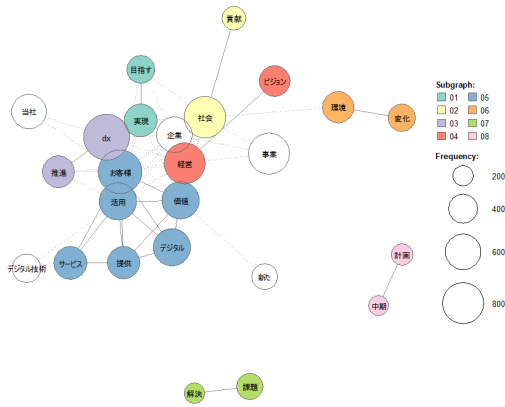 貢献
目指す
ビジョン
当社
実現
社会
環境
変化
企業
dx
事業
経営
推進
お客様
活用
価値
デジタル
サービス
提供
デジタル技術
新た
計画
中期
解決
課題
Subgraph:
01 05
02 06
03 07
04 08
Frequency:
200
400
600
800